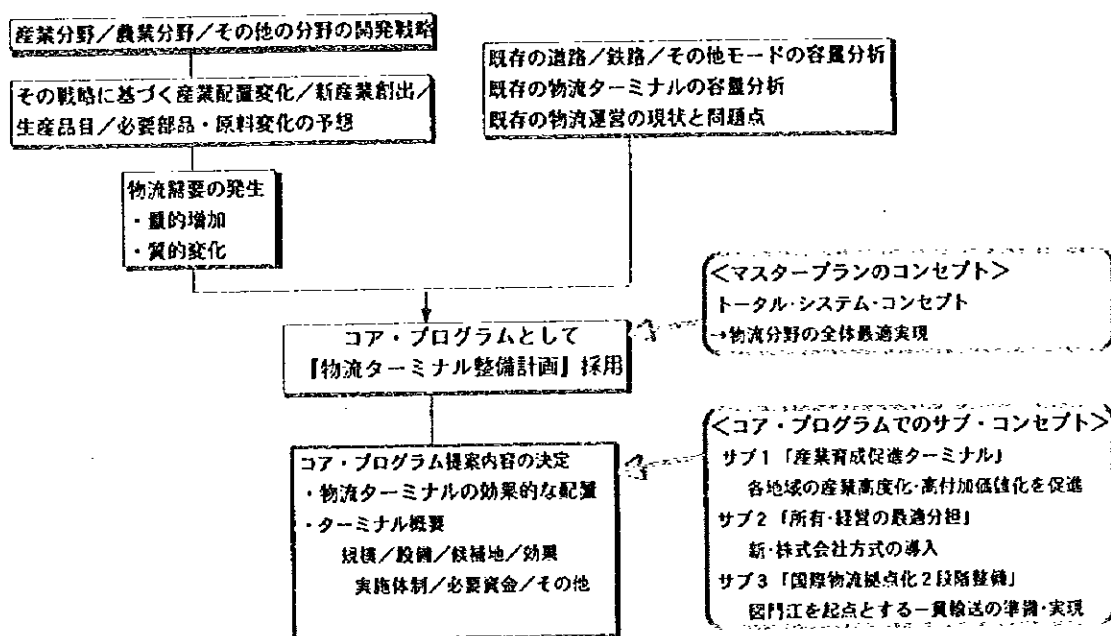 産業分野／農業分野／その他の分野の開発戦略
その戦略に基づく産業配置変化／新産業創出／
生産品目／必要部品・原料変化の予想
物流需要の発生
・量的増加
・質的変化
既存の道路／鉄路／その他モードの容量分析
既存の物流ターミナルの容量分析
既存の物流運営の現状と問題点
＜マスタープランのコンセプト＞
トータル・システム・コンセプト
→物流分野の全体最適実現
コア・プログラムとして
『物流ターミナル整備計画』採用
コア・プログラム提案内容の決定
・物流ターミナルの効果的な配置
・ターミナル概要
規模／設備／候補地／効果
実施体制／必要資金／その他
＜コア・プログラムでのサブ・コンセプト＞
サブ１「産業育成促進ターミナル」
各地域の産業高度化・高付加価値化を促進
サブ２「所有・経営の最適分担」
新・株式会社方式の導入
サブ３「国際物流拠点化２段階整備」
図門江を起点とする一貫輸送の準備・実現